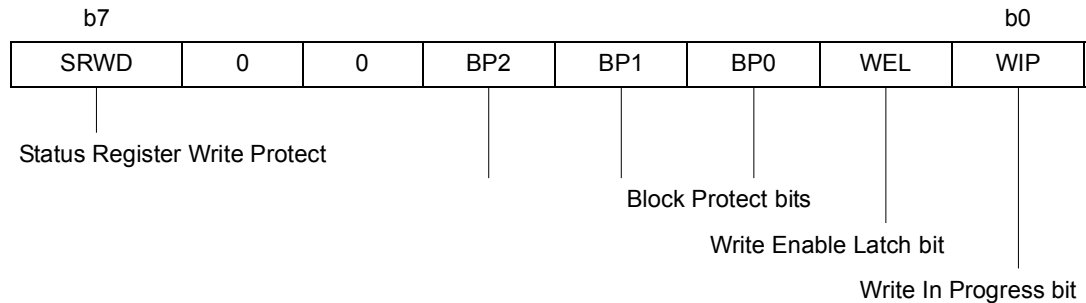 b7 b0
SRWD 0 0 BP2 BP1 BP0 WEL WIP
Status Register Write Protect
Block Protect bits
Write Enable Latch bit
Write In Progress bit